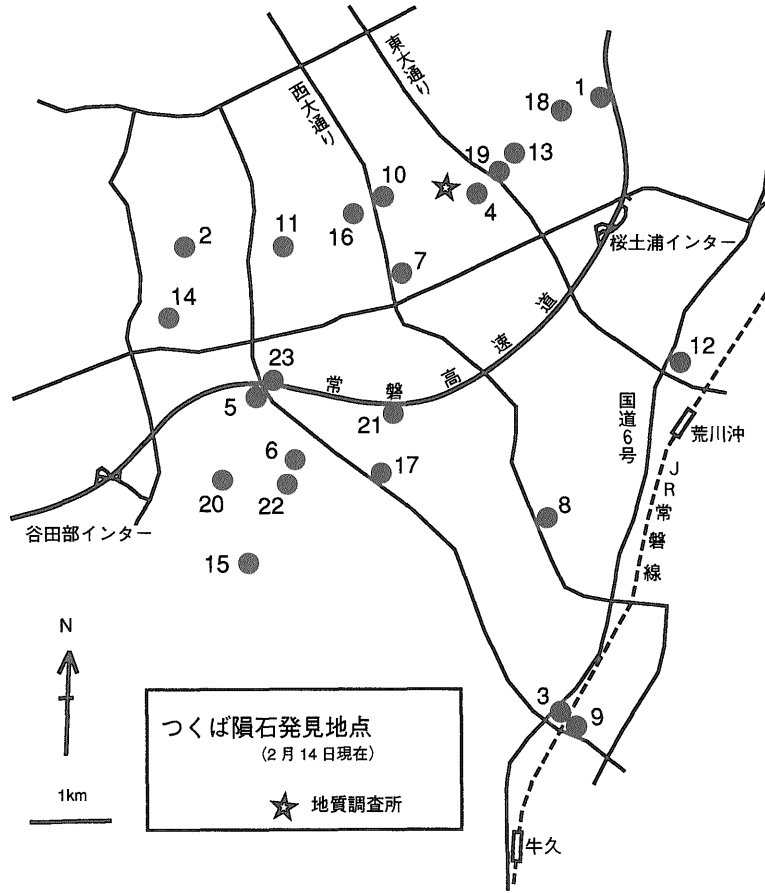 東大通り
西大通り
1
18
13
19
10
4
16
2
11
桜土浦インター
7
14
常磐高速道
12
23
5
21
国道6号
荒川沖
6
17
20
22
JR常磐線
8
谷田部インター
15
N
3
9
つくば隕石発見地点
(2月14日現在)
1km
地質調査所
牛久